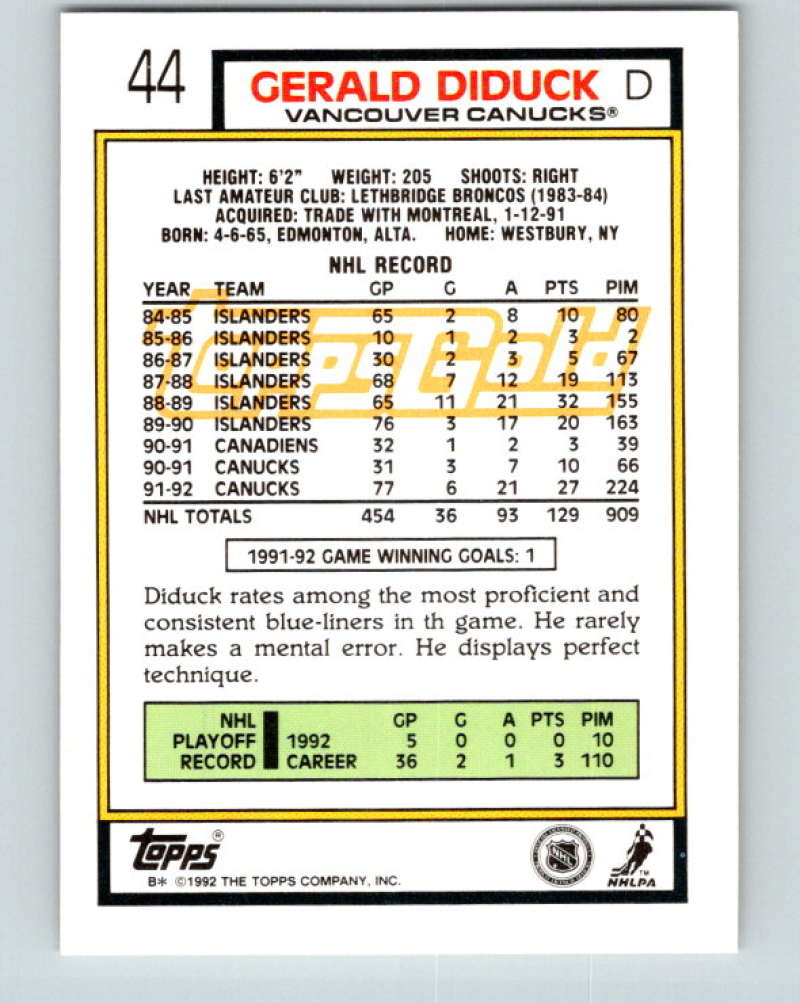 44
GERALD DIDUCK D
VANCOUVER CANUCKS®
HEIGHT: 6'2" WEIGHT: 205 SHOOTS: RIGHT
LAST AMATEUR CLUB: LETHBRIDGE BRONCOS (1983-84)
ACQUIRED: TRADE WITH MONTREAL, 1-12-91
BORN: 4-6-65, EDMONTON, ALTA. HOME: WESTBURY, NY
NHL RECORD
YEAR TEAM GP G A PTS PIM
84-85 ISLANDERS 65 2 8 10 80
85-86 ISLANDERS 10 1 2 3 2
86-87 ISLANDERS 30 2 3 5 67
87-88 ISLANDERS 68 7 12 19 113
88-89 ISLANDERS 65 11 21 32 155
89-90 ISLANDERS 76 3 17 20 163
90-91 CANADIENS 32 1 2 3 39
90-91 CANUCKS 31 3 7 10 66
91-92 CANUCKS 77 6 21 27 224
NHL TOTALS 454 36 93 129 909
Topps Gold
1991-92 GAME WINNING GOALS: 1
Diduck rates among the most proficient and
consistent blue-liners in th game. He rarely
makes a mental error. He displays perfect
technique.
NHL GP G A PTS PIM
PLAYOFF 1992 5 0 0 0 10
RECORD CAREER 36 2 1 3 110
Topps®
B* ©1992 THE TOPPS COMPANY, INC.
NHL
NHLPA™